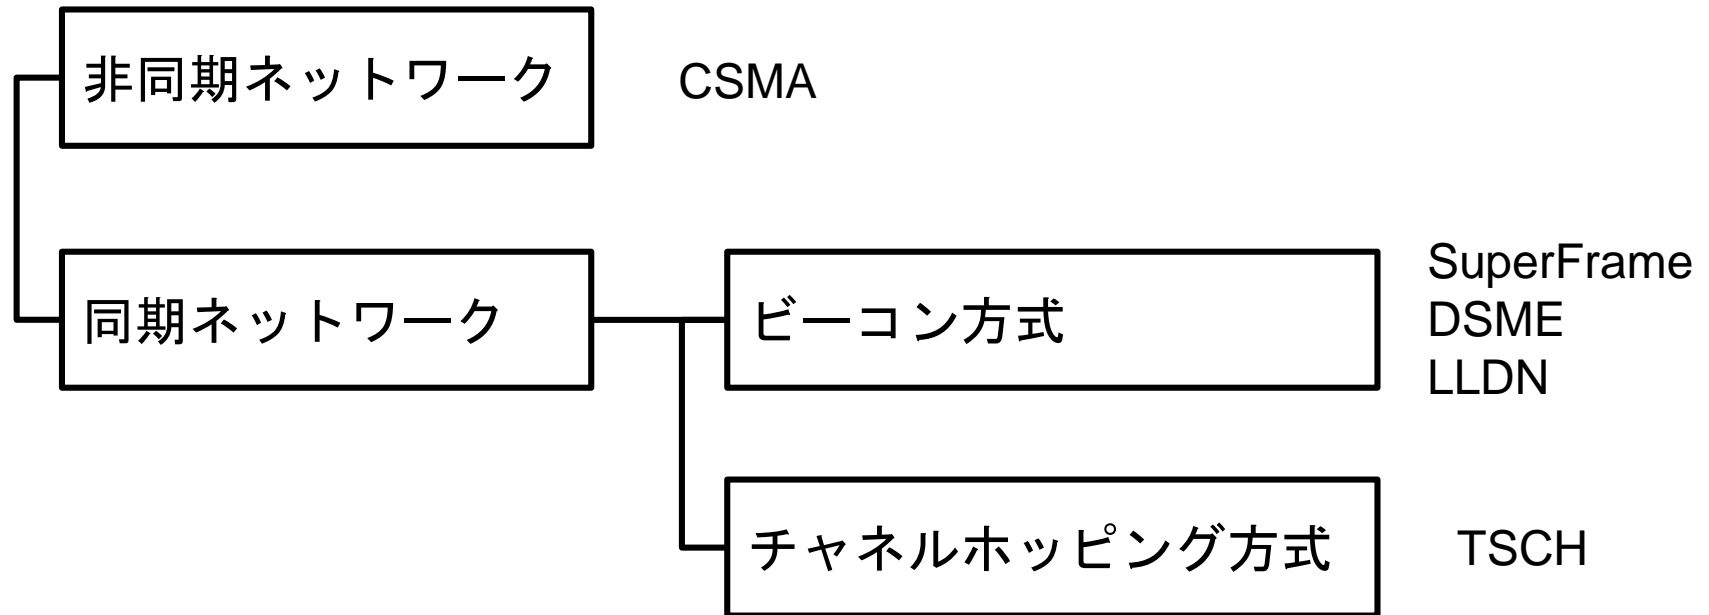 非同期ネットワーク
CSMA
同期ネットワーク
ビーコン方式
SuperFrame
DSME
LLDN
チャネルホッピング方式
TSCH